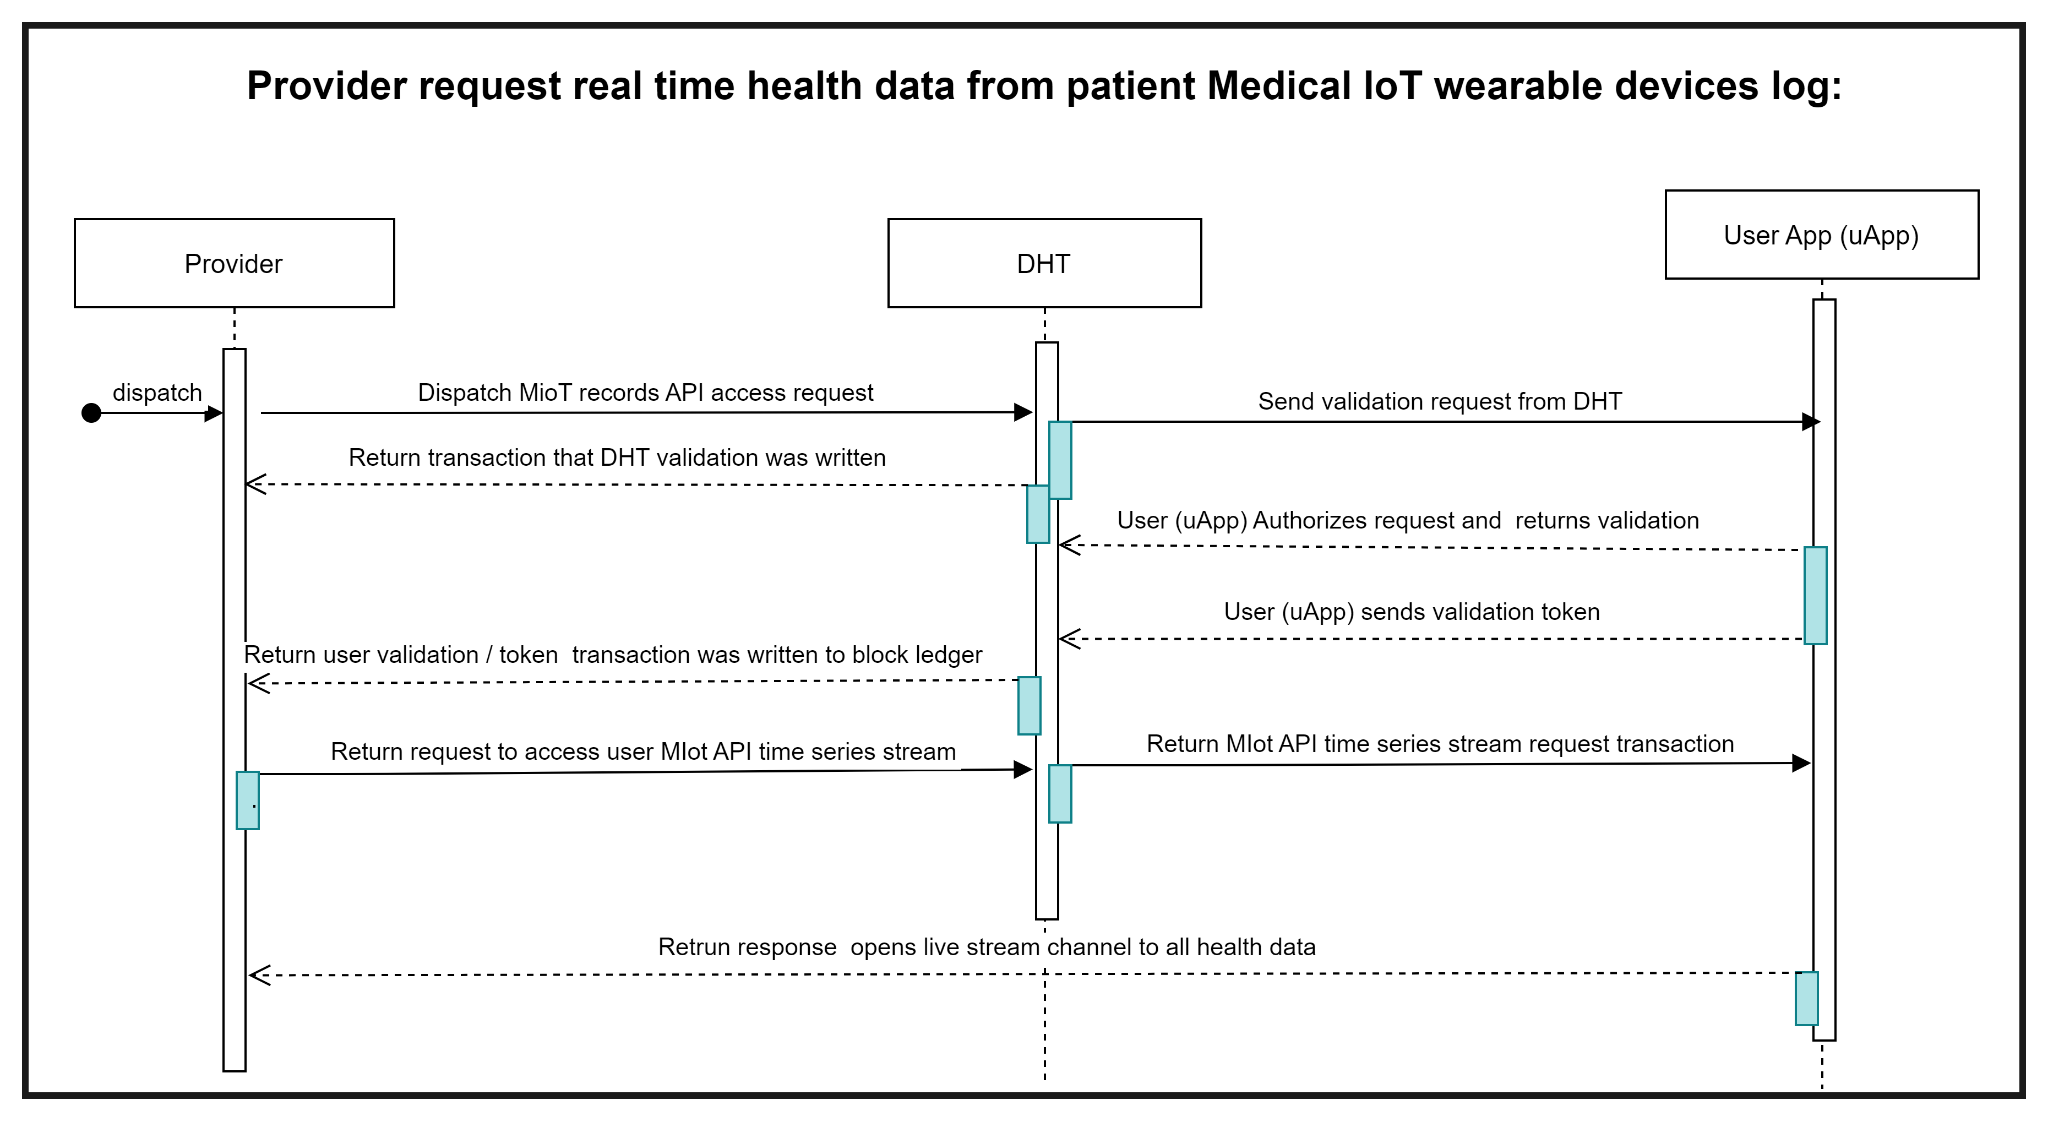 Provider request real time health data from patient Medical IoT wearable devices log:
Provider
DHT
User App (uApp)
dispatch
Dispatch MioT records API access request
Send validation request from DHT
Return transaction that DHT validation was written
User (uApp) Authorizes request and  returns validation
User (uApp) sends validation token
Return user validation / token  transaction was written to block ledger
Return request to access user MIot API time series stream
Return MIot API time series stream request transaction
.
Retrun response  opens live stream channel to all health data